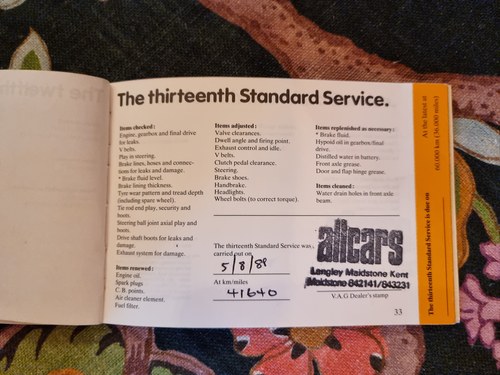 The thirteenth Standard Service.
Items checked:
Engine, gearbox and final drive
for leaks.
V belts.
Play in steering.
Brake lines, hoses and connec-
tions for leaks and damage.
* Brake fluid level.
Brake lining thickness.
Tyre wear pattern and tread depth
(including spare wheel).
Tie rod end play, security and
boots.
Steering ball joint axial play and
boots.
Drive shaft boots for leaks and
damage.
Exhaust system for damage.
Items renewed:
Engine oil.
Spark plugs
C.B. points.
Air cleaner element.
Fuel filter.
Items adjusted:
Valve clearances.
Dwell angle and firing point.
Exhaust control and idle.
V belts.
Clutch pedal clearance.
Steering.
Brake shoes.
Handbrake.
Headlights.
Wheel bolts (to correct torque).
The thirteenth Standard Service was
carried out on
At km/miles
41640
Items replenished as necessary:
* Brake fluid.
Hypoid oil in gearbox/final
drive.
Distilled water in battery.
Front axle grease.
Door and flap hinge grease.
Items cleaned:
Water drain holes in front axle
beam.
allcars
Langley Maidstone Kent
Maidstone 842141/843231
V.A.G. Dealer's stamp
33
At the latest at
60,000 km (36,000 miles)
The thirteenth Standard Service is due on